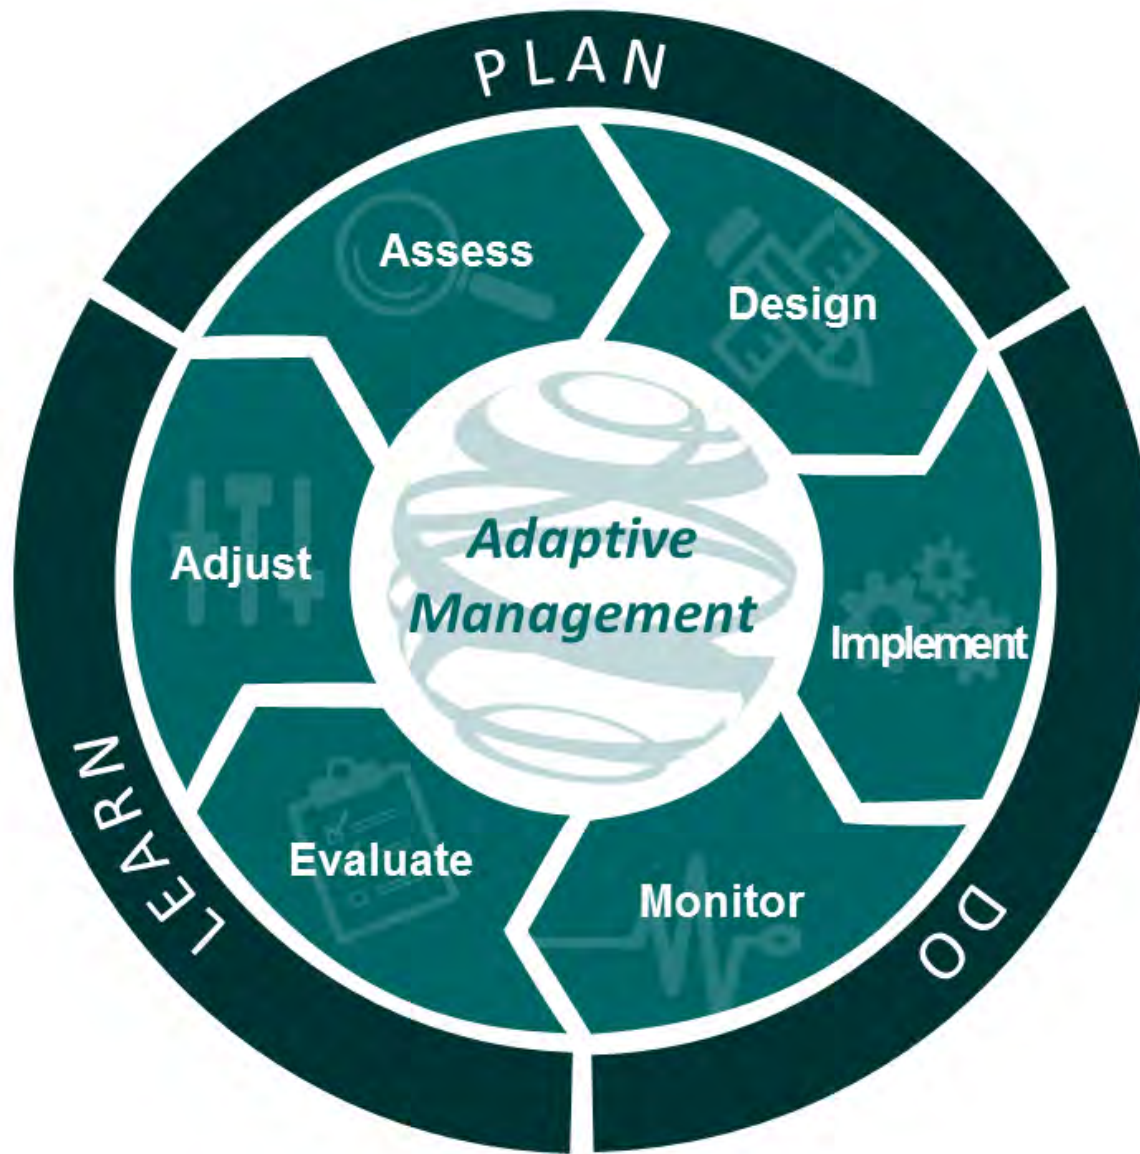 PLAN
Assess
Design
Adaptive
Management
Adjust
Implement
Evaluate
Monitor
LEARN
DO